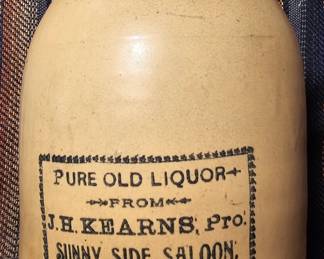 PURE OLD LIQUOR
FROM
J.H. KEARNS, Pro.
SUNNY SIDE SALOON,